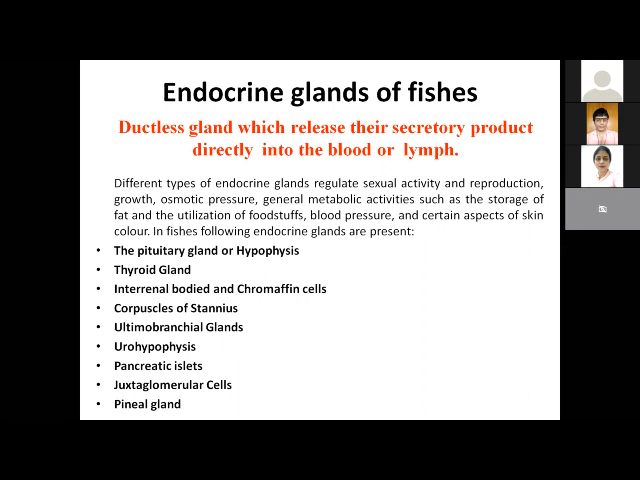 Endocrine glands of fishes
Ductless gland which release their secretory product
directly into the blood or lymph.
Different types of endocrine glands regulate sexual activity and reproduction,
growth, osmotic pressure, general metabolic activities such as the storage of
fat and the utilization of foodstuffs, blood pressure, and certain aspects of skin
colour. In fishes following endocrine glands are present:
• The pituitary gland or Hypophysis
• Thyroid Gland
• Interrenal bodied and Chromaffin cells
• Corpuscles of Stannius
• Ultimobranchial Glands
• Urohypophysis
• Pancreatic islets
• Juxtaglomerular Cells
• Pineal gland